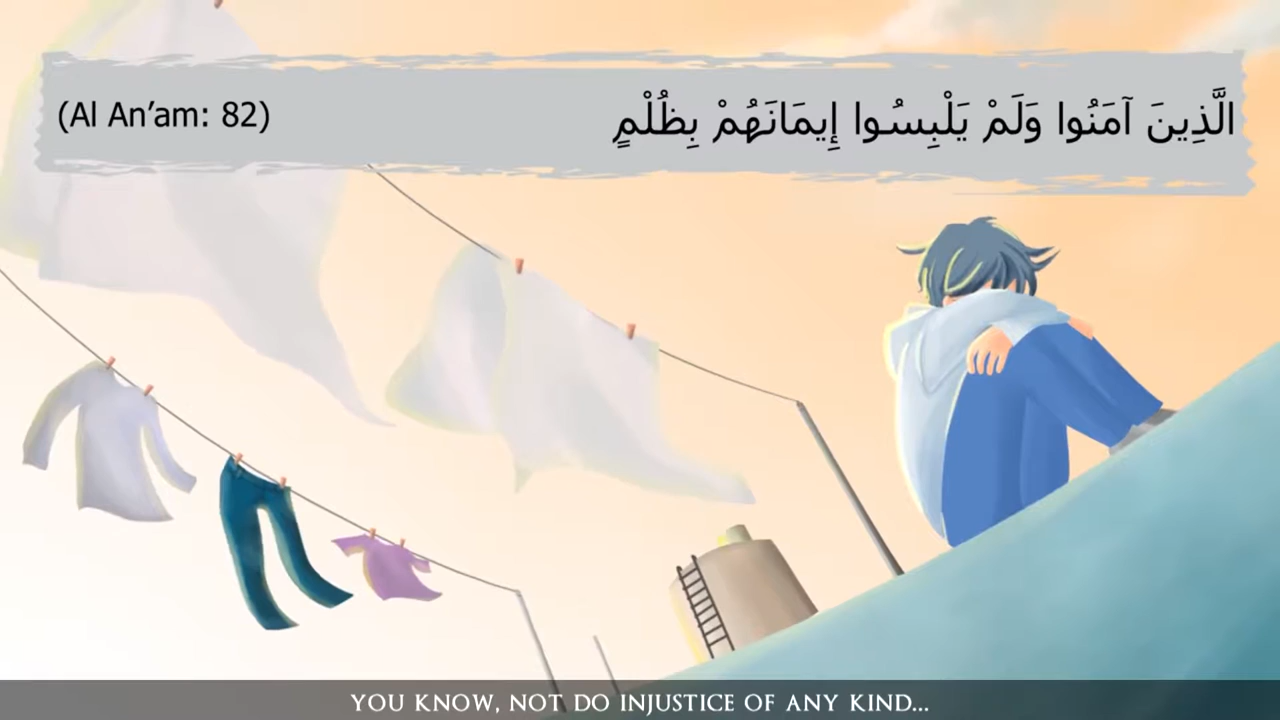 (Al An’am: 82)
الَّذِينَ آمَنُوا وَلَمْ يَلْبِسُوا إِيمَانَهُمْ بِظُلْمٍ
YOU KNOW, NOT DO INJUSTICE OF ANY KIND...